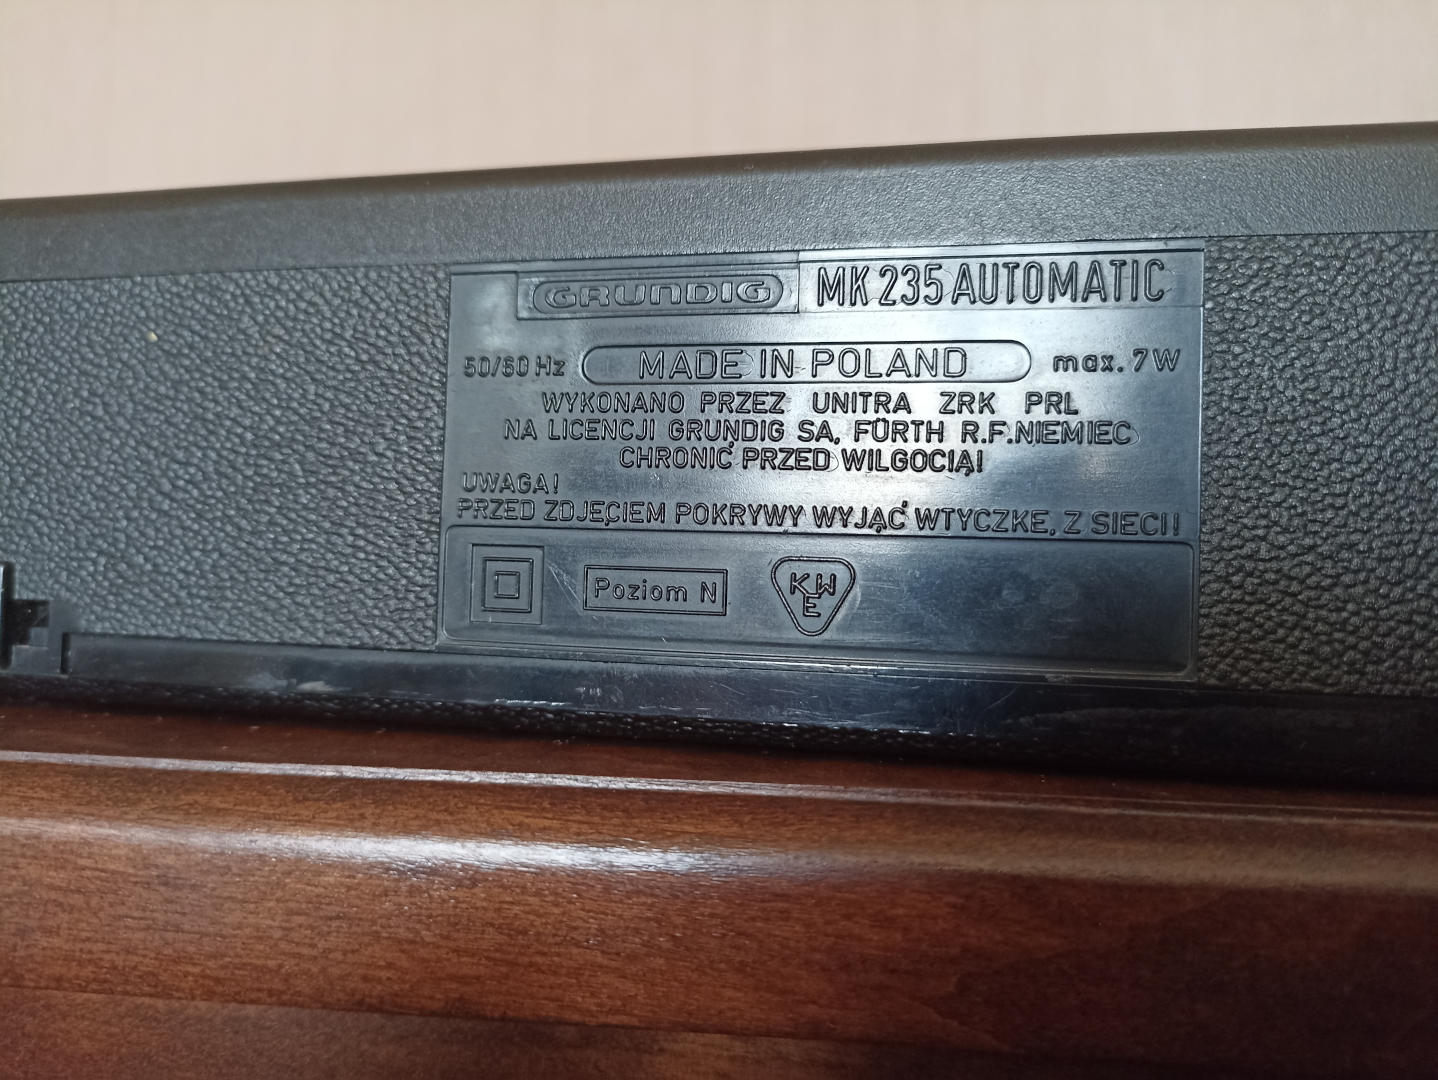 GRUNDIG MK 235 AUTOMATIC
50/60 Hz MADE IN POLAND max. 7W
WYKONANO PRZEZ UNITRA ZRK PRL
NA LICENCJI GRUNDIG SA, FÜRTH R.F.NIEMIEC
CHRONIĆ PRZED WILGOCIĄ!
UWAGA!
PRZED ZDJĘCIEM POKRYWY WYJĄĆ WTYCZKĘ Z SIECI!
Poziom N KWE